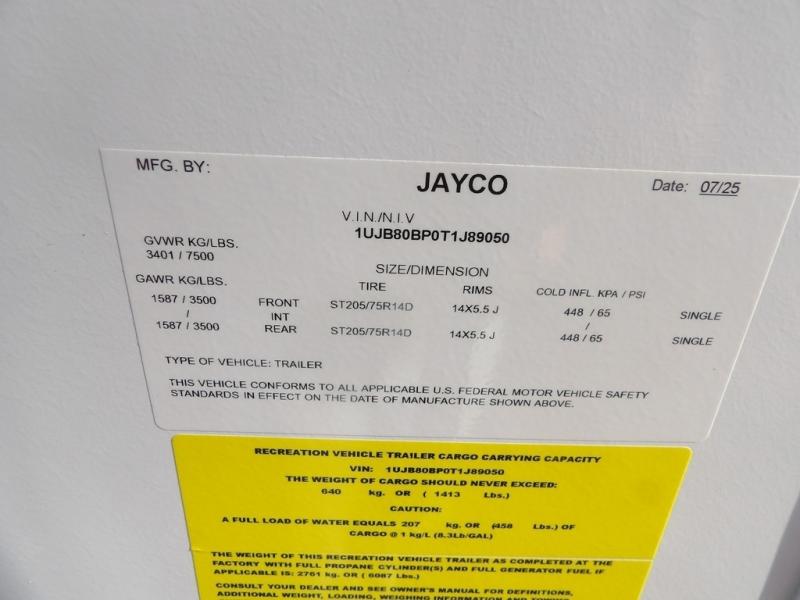 MFG. BY:
JAYCO
Date: 07/25
V.I.N./N.I.V
1UJB80BP0T1J89050
GVWR KG/LBS.
3401 / 7500
SIZE/DIMENSION
GAWR KG/LBS. TIRE RIMS COLD INFL. KPA / PSI
1587 / 3500 FRONT ST205/75R14D 14X5.5 J 448 / 65 SINGLE
/ INT /
1587 / 3500 REAR ST205/75R14D 14X5.5 J 448 / 65 SINGLE
TYPE OF VEHICLE: TRAILER
THIS VEHICLE CONFORMS TO ALL APPLICABLE U.S. FEDERAL MOTOR VEHICLE SAFETY
STANDARDS IN EFFECT ON THE DATE OF MANUFACTURE SHOWN ABOVE.
RECREATION VEHICLE TRAILER CARGO CARRYING CAPACITY
VIN: 1UJB80BP0T1J89050
THE WEIGHT OF CARGO SHOULD NEVER EXCEED:
640 kg. OR ( 1413 Lbs.)
CAUTION:
A FULL LOAD OF WATER EQUALS 207 kg. OR (458 Lbs.) OF
CARGO @ 1 kg/L (8.3Lb/GAL)
THE WEIGHT OF THIS RECREATION VEHICLE TRAILER AS COMPLETED AT THE
FACTORY WITH FULL PROPANE CYLINDER(S) AND FULL GENERATOR FUEL IF
APPLICABLE IS: 2761 kg. OR ( 6087 Lbs.)
CONSULT YOUR DEALER AND SEE OWNER'S MANUAL FOR DEFINITIONS,
ADDITIONAL WEIGHT, LOADING, WEIGHING INFORMATION AND TOWING